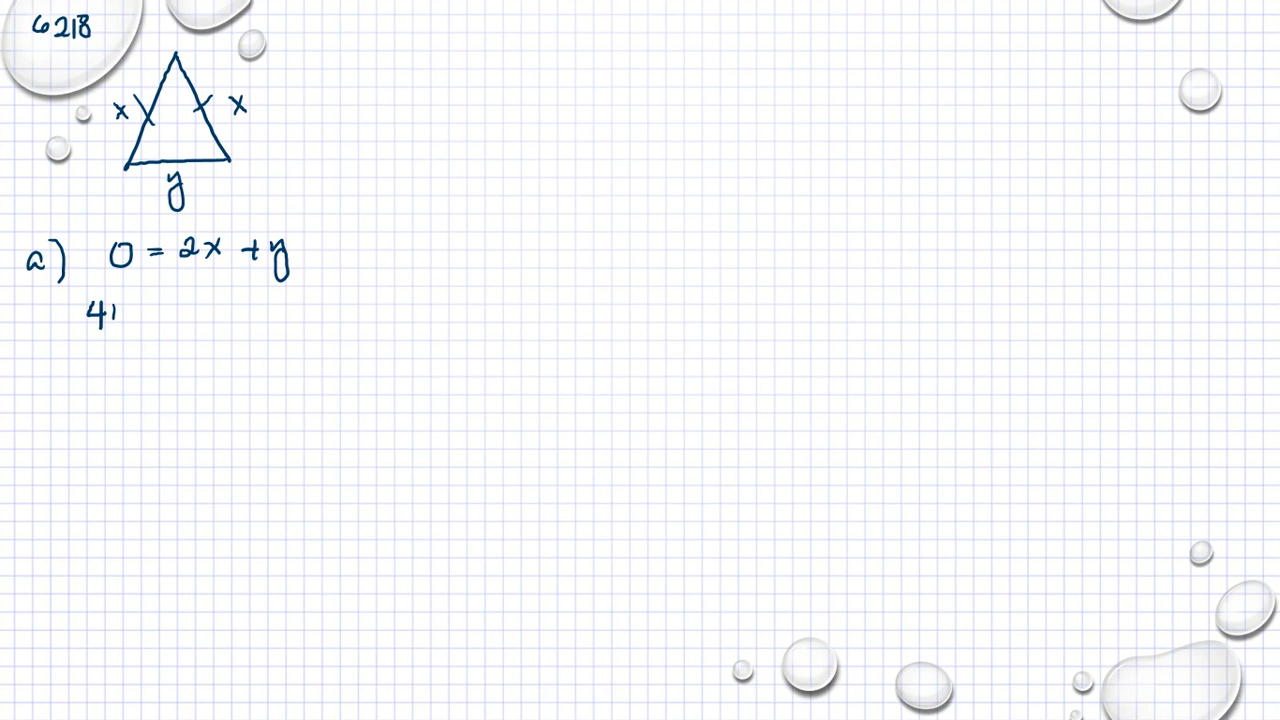 6218
x x
y
a) O = 2x + y
41